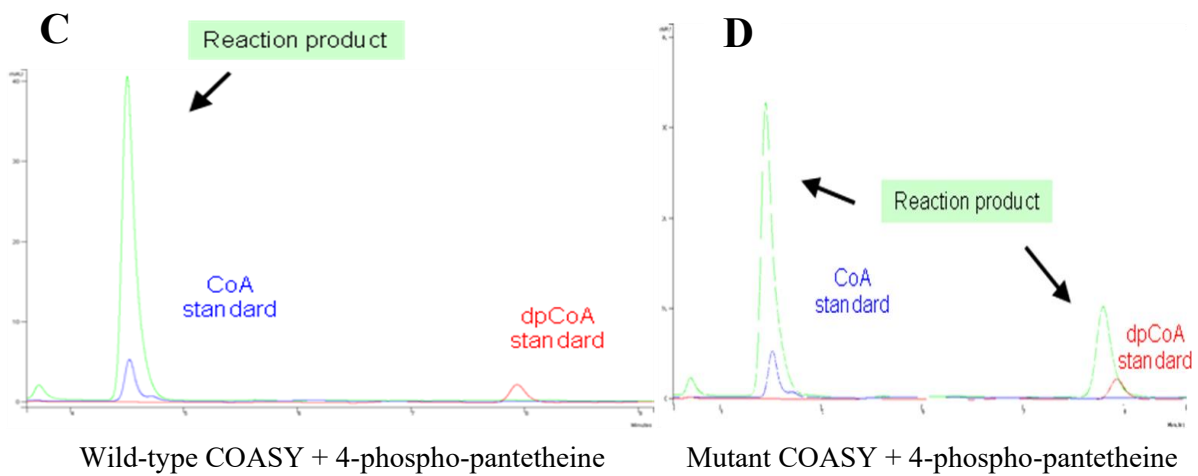 C
Reaction product
CoA
standard
dpCoA
standard
Wild-type COASY + 4-phospho-pantetheine
D
Reaction product
CoA
standard
dpCoA
standard
Mutant COASY + 4-phospho-pantetheine